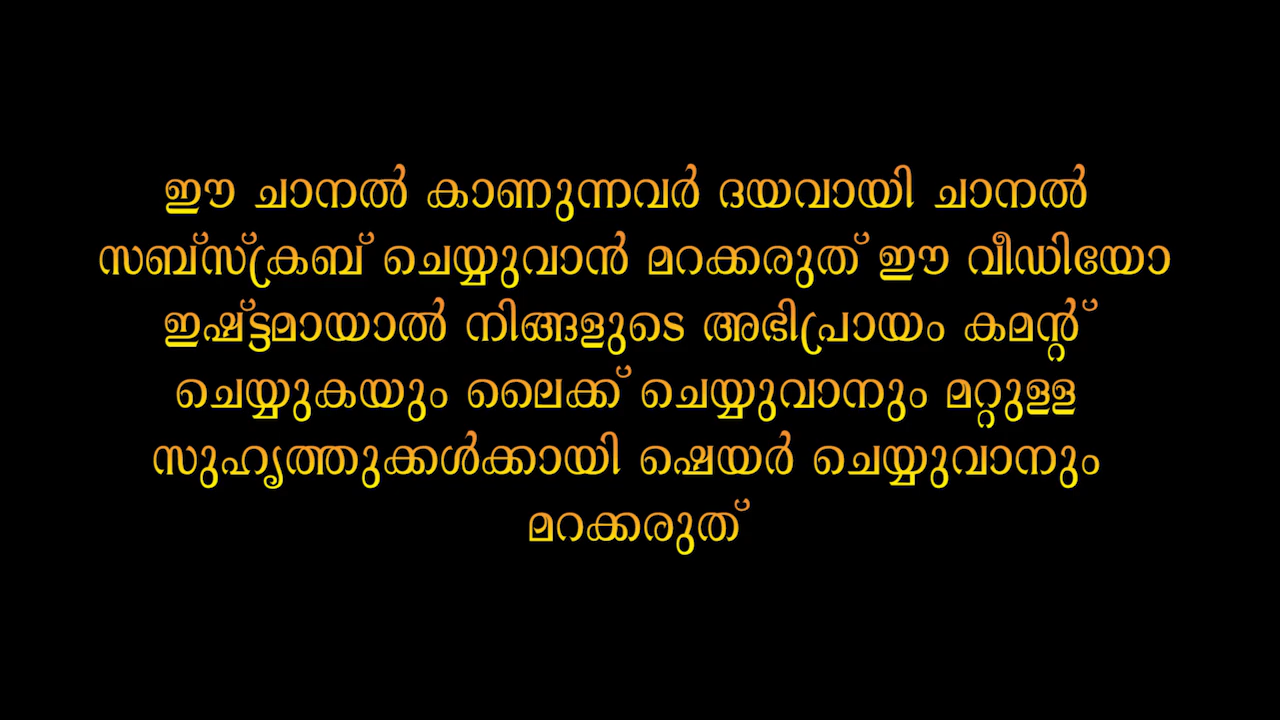 ഈ ചാനൽ കാണുന്നവർ ദയവായി ചാനൽ
സബ്സ്ക്രബ് ചെയ്യുവാൻ മറക്കരുത് ഈ വീഡിയോ
ഇഷ്ട്ടമായാൽ നിങ്ങളുടെ അഭിപ്രായം കമന്റ്
ചെയ്യുകയും ലൈക്ക് ചെയ്യുവാനും മറ്റുള്ള
സുഹൃത്തുക്കൾക്കായി ഷെയർ ചെയ്യുവാനും
മറക്കരുത്